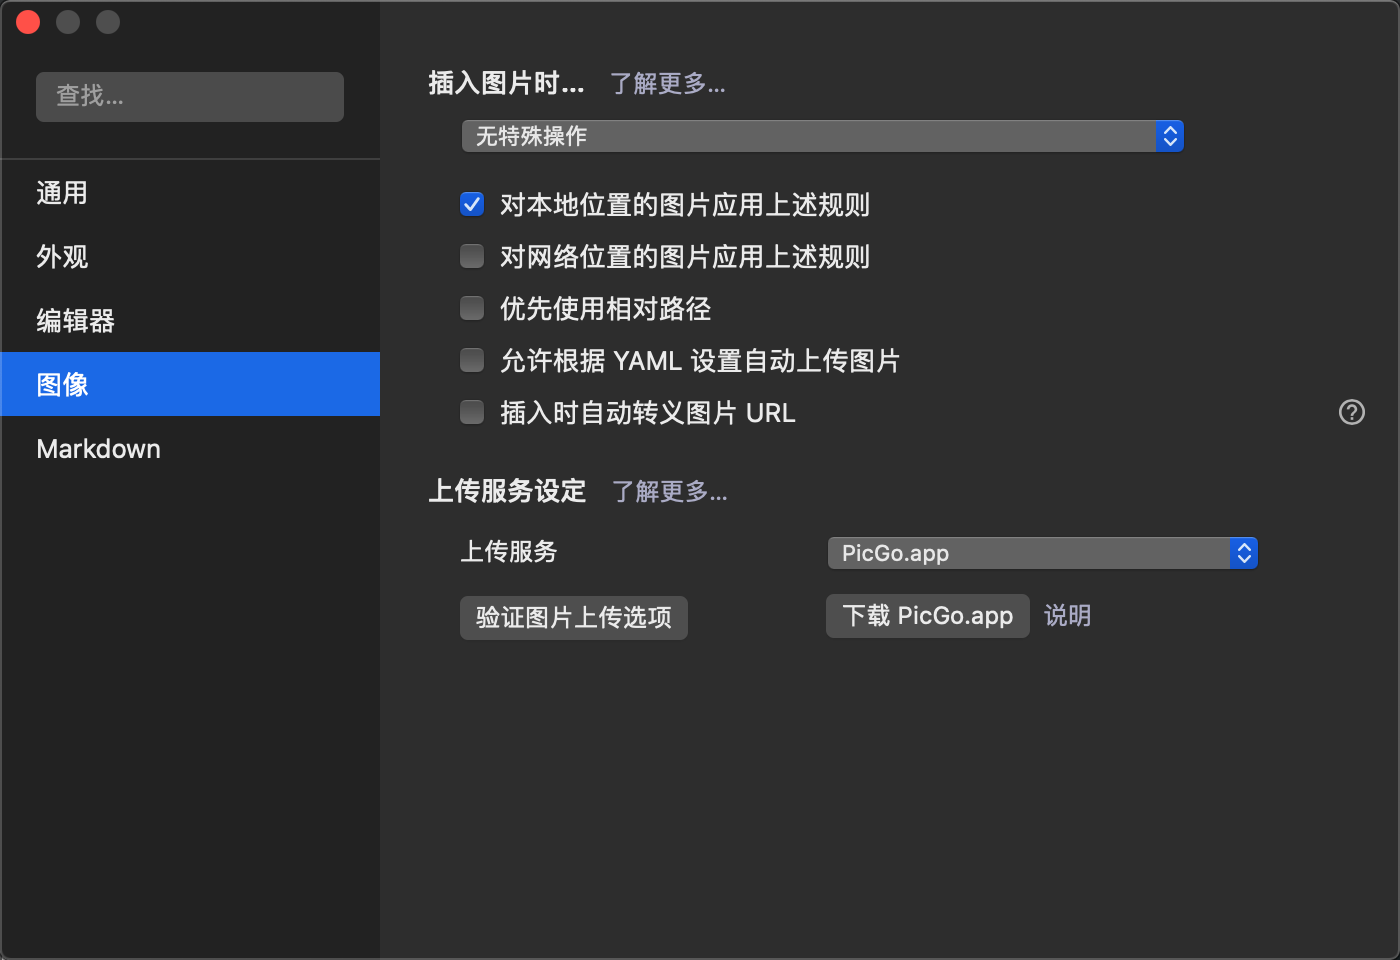 查找...
通用
外观
编辑器
图像
Markdown
插入图片时... 了解更多...
无特殊操作
对本地位置的图片应用上述规则
对网络位置的图片应用上述规则
优先使用相对路径
允许根据 YAML 设置自动上传图片
插入时自动转义图片 URL
?
上传服务设定 了解更多...
上传服务 PicGo.app
验证图片上传选项 下载 PicGo.app 说明